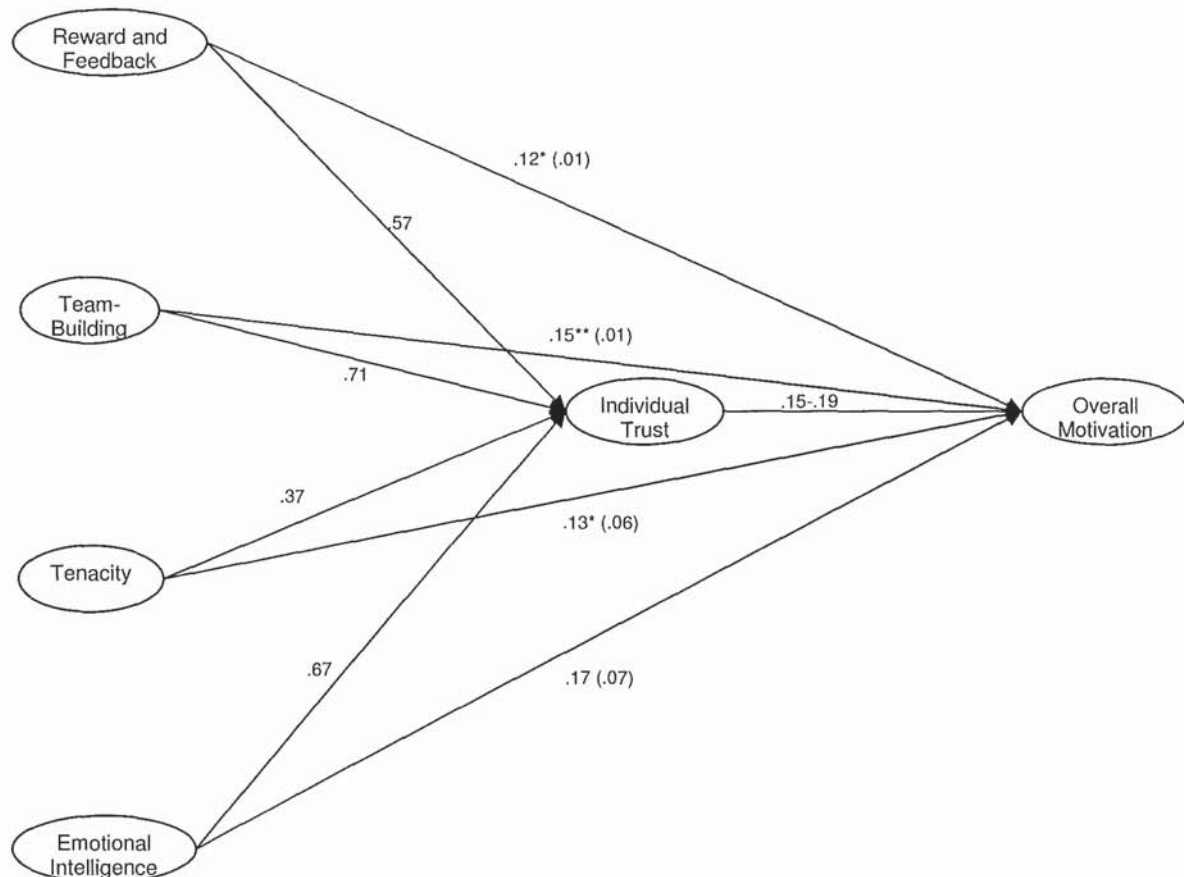 Reward and
Feedback
.12* (.01)
.57
Team-
Building
.15** (.01)
.71
Individual
Trust
.15-.19
Overall
Motivation
.37
.13* (.06)
Tenacity
.67
.17 (.07)
Emotional
Intelligence